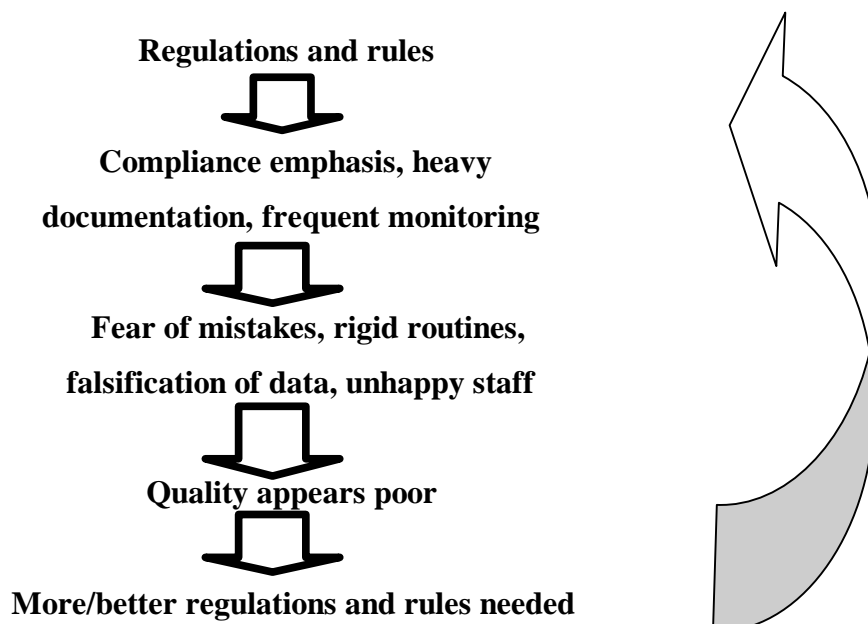 Regulations and rules
Compliance emphasis, heavy
documentation, frequent monitoring
Fear of mistakes, rigid routines,
falsification of data, unhappy staff
Quality appears poor
More/better regulations and rules needed